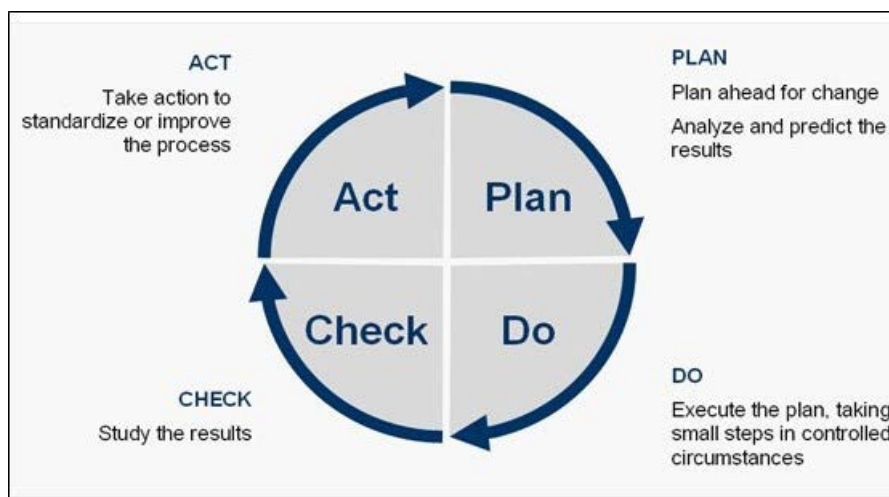 ACT
Take action to
standardize or improve
the process
PLAN
Plan ahead for change
Analyze and predict the
results
Act
Plan
Check
Do
CHECK
Study the results
DO
Execute the plan, taking
small steps in controlled
circumstances